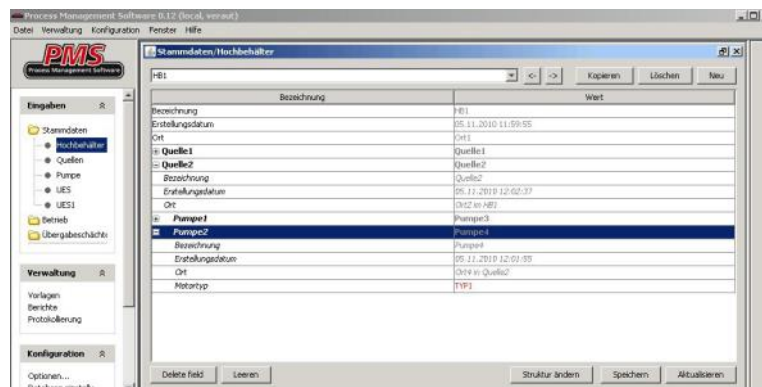 Process Management Software 0.12 (local, veraut)
Datei Verwaltung Konfiguration Fenster Hilfe
PMS
Process Management Software
Stammdaten/Hochbehälter
HB1
<- -> Kopieren Löschen Neu
Eingaben
Stammdaten
Hochbehälter
Quellen
Pumpe
UES
UES1
Betrieb
Übergabeschächte
Verwaltung
Vorlagen
Berichte
Protokollierung
Konfiguration
Optionen...
Bezeichnung Wert
Bezeichnung HB1
Erstellungsdatum 05.11.2010 11:59:55
Ort Ort1
Quelle1 Quelle1
Quelle2 Quelle2
Bezeichnung Quelle2
Erstellungsdatum 05.11.2010 12:02:37
Ort Ort2 in HB1
Pumpe1 Pumpe3
Pumpe2 Pumpe4
Bezeichnung Pumpe4
Erstellungsdatum 05.11.2010 12:01:55
Ort Ort4 in Quelle2
Motortyp TYP1
Delete field Leeren Struktur ändern Speichern Aktualisieren